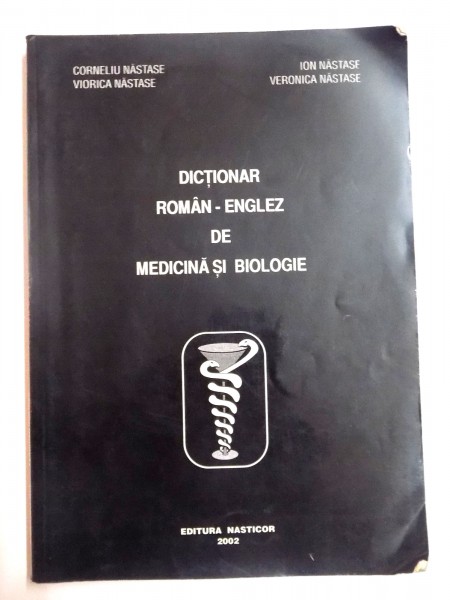 CORNELIU NĂSTASE
VIORICA NĂSTASE
ION NĂSTASE
VERONICA NĂSTASE
DICȚIONAR
ROMÂN - ENGLEZ
DE
MEDICINĂ ȘI BIOLOGIE
EDITURA NASTICOR
2002